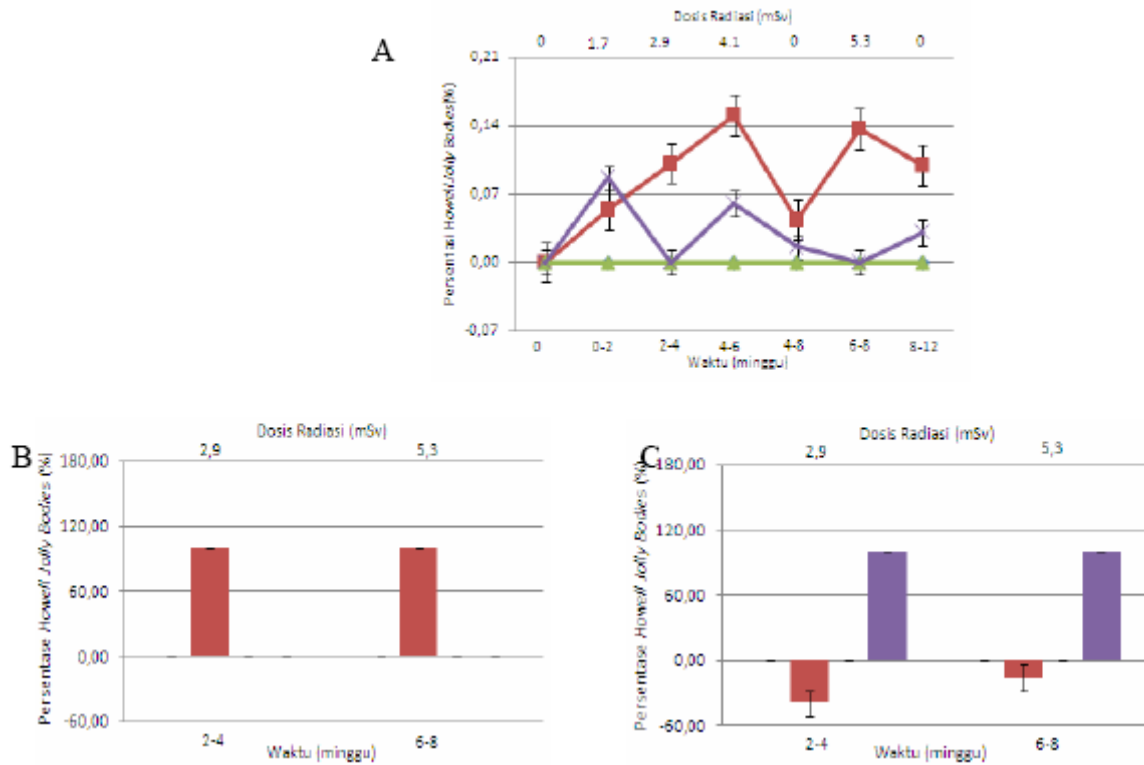 A
Dosis Radiasi (mSv)
0 1.7 2.9 4.1 0 5.3 0
Persentasi Howell Jolly Bodies(%)
0,21
0,14
0,07
0,00
-0,07
0 0-2 2-4 4-6 4-8 6-8 8-12
Waktu (minggu)
B
Dosis Radiasi (mSv)
2,9 5,3
Persentase Howell Jolly Bodies (%)
180,00
120,00
60,00
0,00
-60,00
2-4 6-8
Waktu (minggu)
C
Dosis Radiasi (mSv)
2,9 5,3
Persentase Howell Jolly Bodies (%)
180,00
120,00
60,00
0,00
-60,00
2-4 6-8
Waktu (minggu)